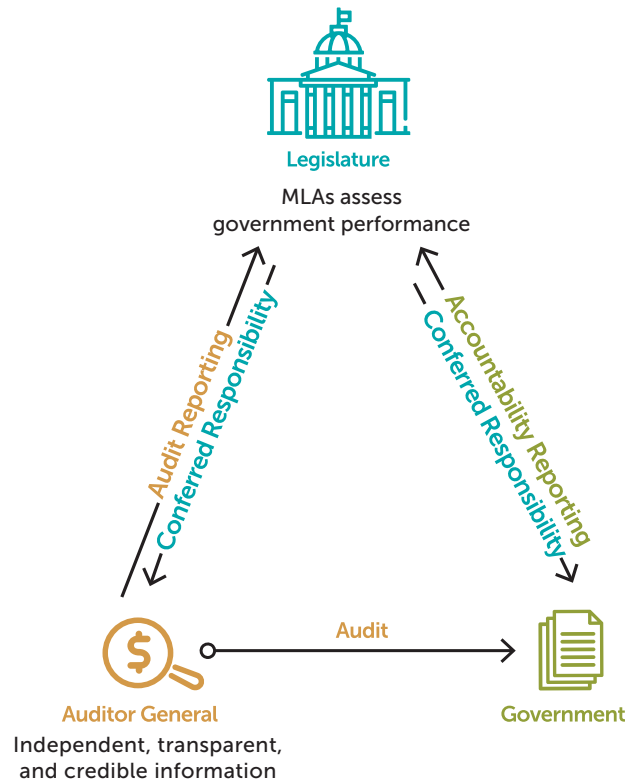 Legislature
MLAs assess
government performance
Audit Reporting
Conferred Responsibility
Conferred Responsibility
Accountability Reporting
Audit
$
Auditor General
Independent, transparent,
and credible information
Government